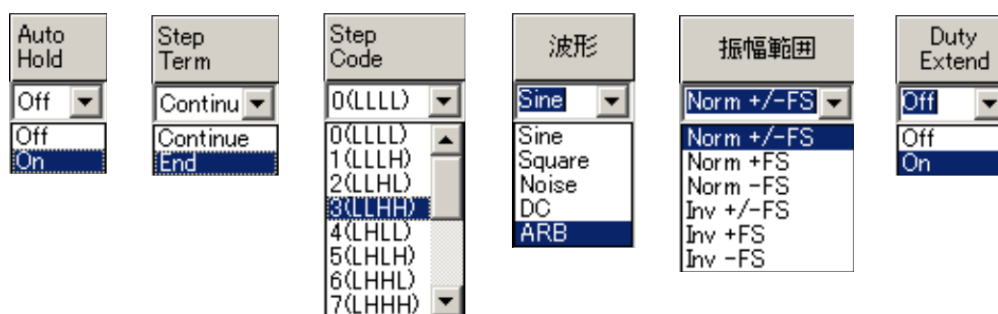 Auto
Hold
Off
Off
On
Step
Term
Continu
Continue
End
Step
Code
0(LLLL)
0(LLLL)
1(LLLH)
2(LLHL)
3(LLHH)
4(LHLL)
5(LHLH)
6(LHHL)
7(LHHH)
波形
Sine
Sine
Square
Noise
DC
ARB
振幅範囲
Norm +/-FS
Norm +/-FS
Norm +FS
Norm -FS
Inv +/-FS
Inv +FS
Inv -FS
Duty
Extend
Off
Off
On